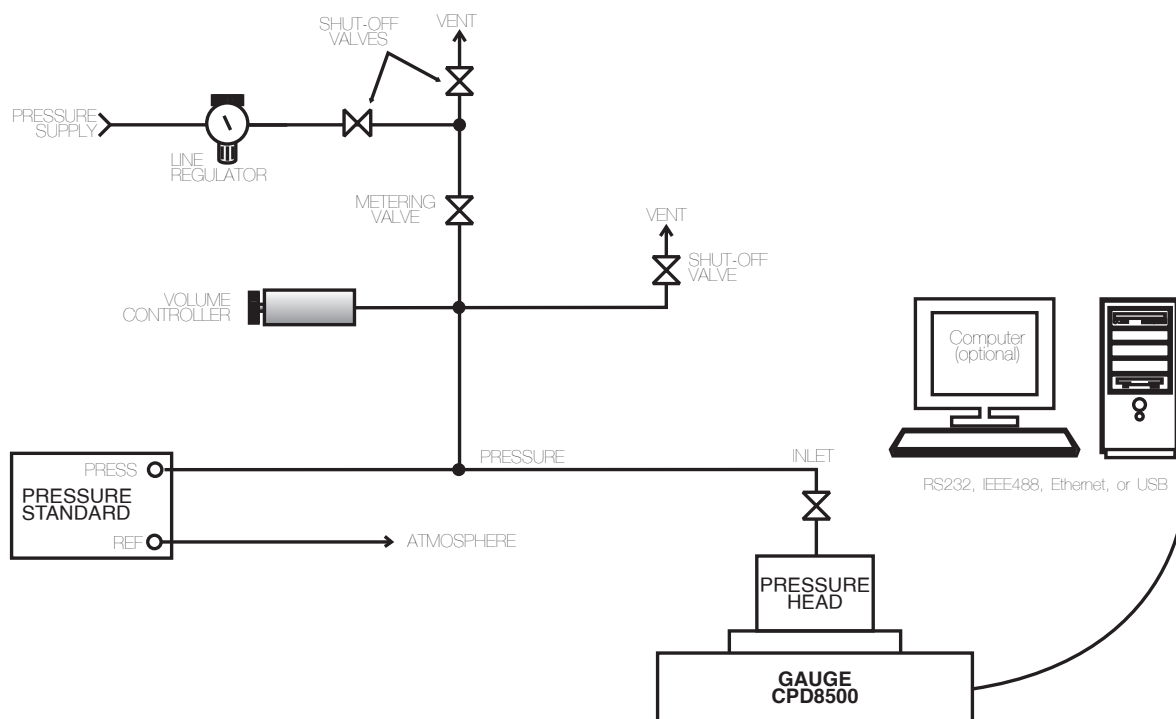 SHUT-OFF
VALVES
VENT
PRESSURE
SUPPLY
LINE
REGULATOR
METERING
VALVE
VENT
SHUT-OFF
VALVE
VOLUME
CONTROLLER
Computer
(optional)
PRESS
PRESSURE
STANDARD
REF
PRESSURE
INLET
RS232, IEEE488, Ethernet, or USB
ATMOSPHERE
PRESSURE
HEAD
GAUGE
CPD8500